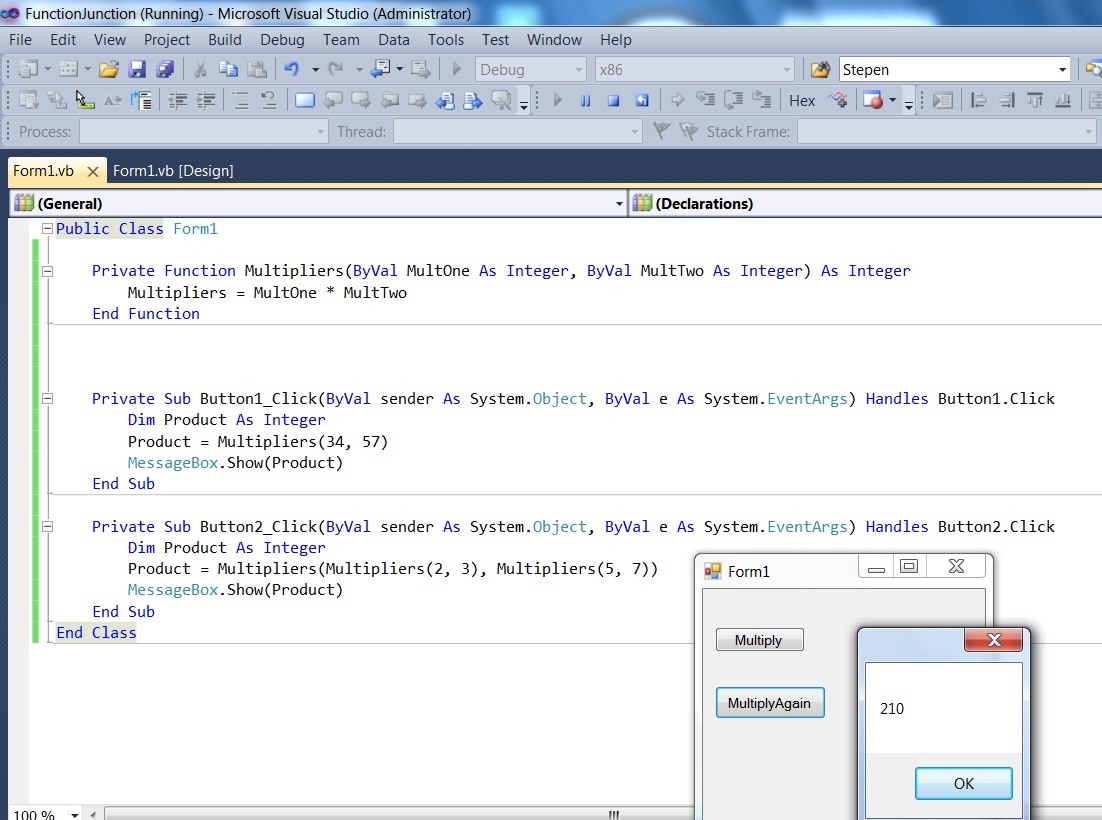 FunctionJunction (Running) - Microsoft Visual Studio (Administrator)
File Edit View Project Build Debug Team Data Tools Test Window Help
Debug x86 Stepen
Hex
Process: Thread: Stack Frame:
Form1.vb Form1.vb [Design]
(General) (Declarations)
Public Class Form1
Private Function Multipliers(ByVal MultOne As Integer, ByVal MultTwo As Integer) As Integer
Multipliers = MultOne * MultTwo
End Function
Private Sub Button1_Click(ByVal sender As System.Object, ByVal e As System.EventArgs) Handles Button1.Click
Dim Product As Integer
Product = Multipliers(34, 57)
MessageBox.Show(Product)
End Sub
Private Sub Button2_Click(ByVal sender As System.Object, ByVal e As System.EventArgs) Handles Button2.Click
Dim Product As Integer
Product = Multipliers(Multipliers(2, 3), Multipliers(5, 7))
MessageBox.Show(Product)
End Sub
End Class
Form1
Multiply
MultiplyAgain
210
OK
100 %